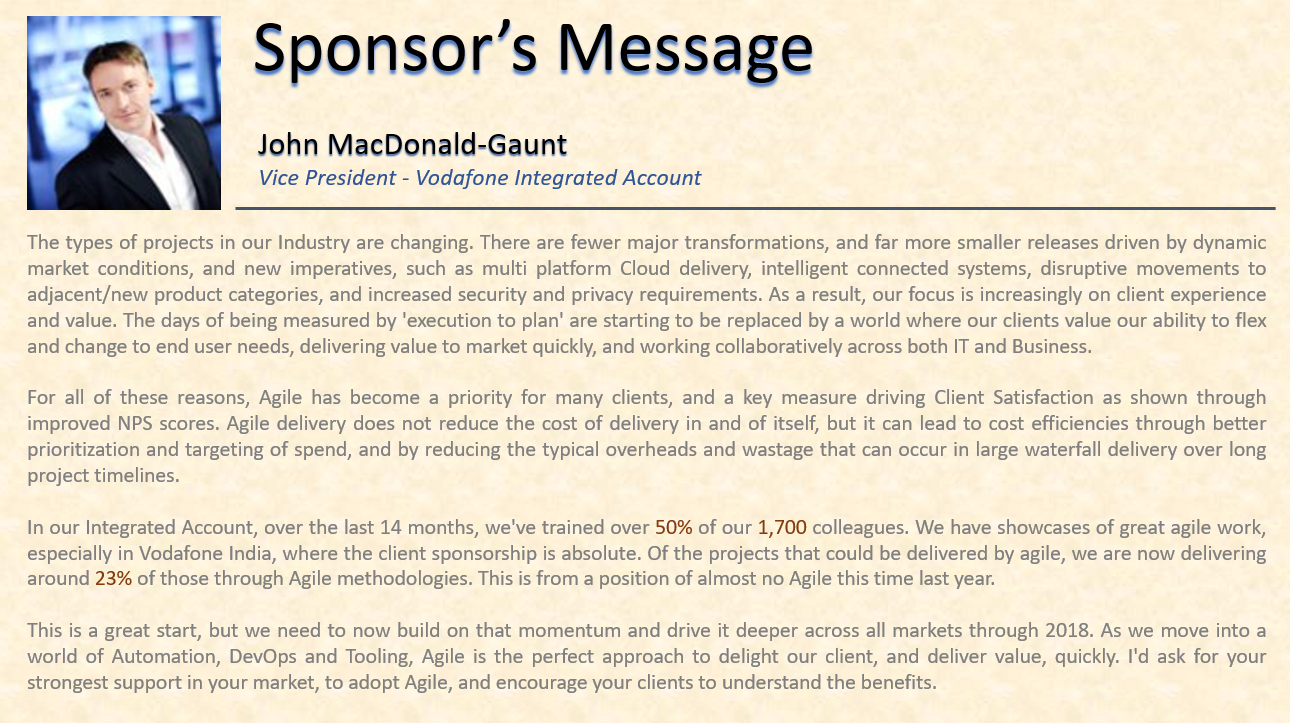 Sponsor's Message
John MacDonald-Gaunt
Vice President - Vodafone Integrated Account
The types of projects in our Industry are changing. There are fewer major transformations, and far more smaller releases driven by dynamic
market conditions, and new imperatives, such as multi platform Cloud delivery, intelligent connected systems, disruptive movements to
adjacent/new product categories, and increased security and privacy requirements. As a result, our focus is increasingly on client experience
and value. The days of being measured by 'execution to plan' are starting to be replaced by a world where our clients value our ability to flex
and change to end user needs, delivering value to market quickly, and working collaboratively across both IT and Business.
For all of these reasons, Agile has become a priority for many clients, and a key measure driving Client Satisfaction as shown through
improved NPS scores. Agile delivery does not reduce the cost of delivery in and of itself, but it can lead to cost efficiencies through better
prioritization and targeting of spend, and by reducing the typical overheads and wastage that can occur in large waterfall delivery over long
project timelines.
In our Integrated Account, over the last 14 months, we've trained over 50% of our 1,700 colleagues. We have showcases of great agile work,
especially in Vodafone India, where the client sponsorship is absolute. Of the projects that could be delivered by agile, we are now delivering
around 23% of those through Agile methodologies. This is from a position of almost no Agile this time last year.
This is a great start, but we need to now build on that momentum and drive it deeper across all markets through 2018. As we move into a
world of Automation, DevOps and Tooling, Agile is the perfect approach to delight our client, and deliver value, quickly. I'd ask for your
strongest support in your market, to adopt Agile, and encourage your clients to understand the benefits.